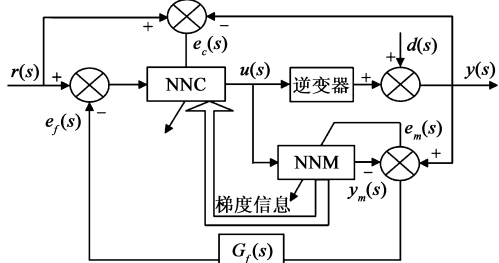 +
−
e_c(s)
d(s)
r(s)
+
NNC
u(s)
逆变器
+
+
y(s)
e_f(s)
−
e_m(s)
NNM
−
+
y_m(s)
梯度信息
G_f(s)